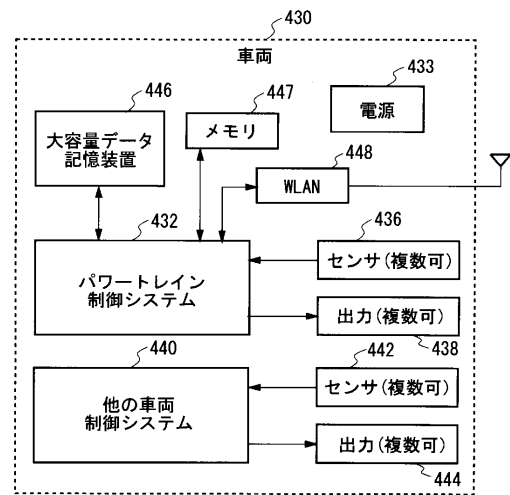 430
車両
446
大容量データ
記憶装置
447
メモリ
433
電源
448
WLAN
432
パワートレイン
制御システム
436
センサ(複数可)
出力(複数可)
438
440
他の車両
制御システム
442
センサ(複数可)
出力(複数可)
444